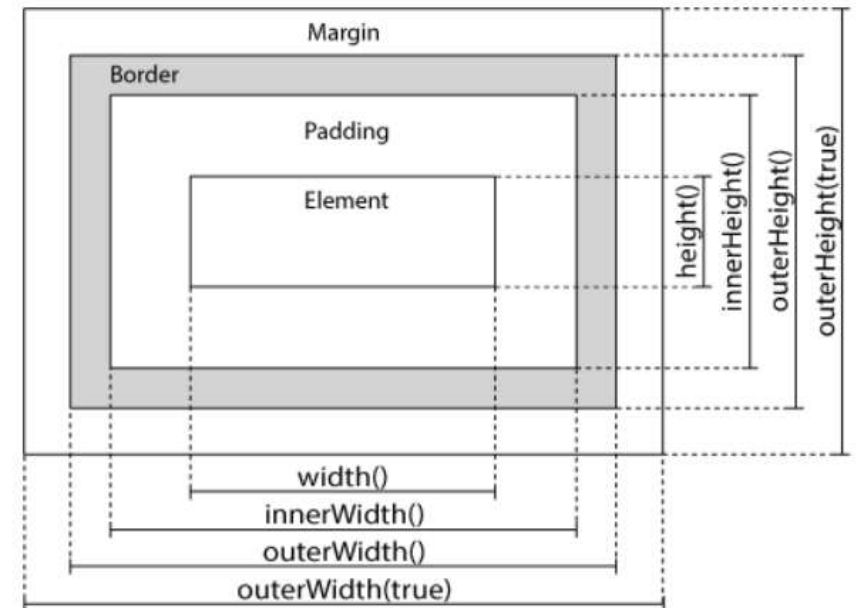 Margin
Border
Padding
Element
height()
innerHeight()
outerHeight()
outerHeight(true)
width()
innerWidth()
outerWidth()
outerWidth(true)